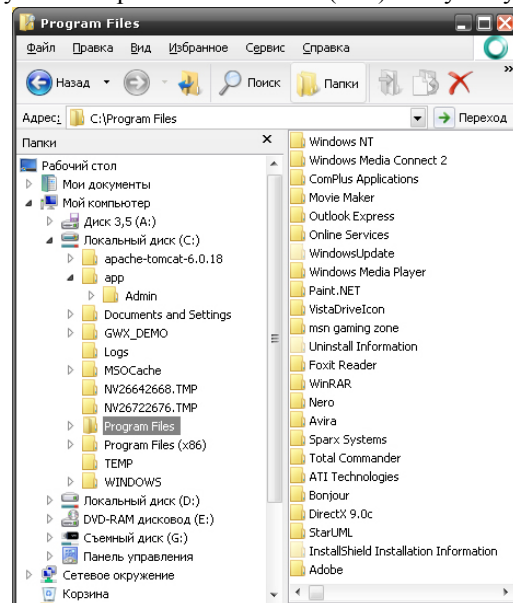 Program Files
Файл Правка Вид Избранное Сервис Справка
Назад Поиск Папки »
Адрес: C:\Program Files Переход
Папки
Рабочий стол
Мои документы
Мой компьютер
Диск 3,5 (A:)
Локальный диск (C:)
apache-tomcat-6.0.18
app
Admin
Documents and Settings
GWX_DEMO
Logs
MSOCache
NV26642668.TMP
NV26722676.TMP
Program Files
Program Files (x86)
TEMP
WINDOWS
Локальный диск (D:)
DVD-RAM дисковод (E:)
Съемный диск (G:)
Панель управления
Сетевое окружение
Корзина
Windows NT
Windows Media Connect 2
ComPlus Applications
Movie Maker
Outlook Express
Online Services
WindowsUpdate
Windows Media Player
Paint.NET
VistaDriveIcon
msn gaming zone
Uninstall Information
Foxit Reader
WinRAR
Nero
Avira
Sparx Systems
Total Commander
ATI Technologies
Bonjour
DirectX 9.0c
StarUML
InstallShield Installation Information
Adobe